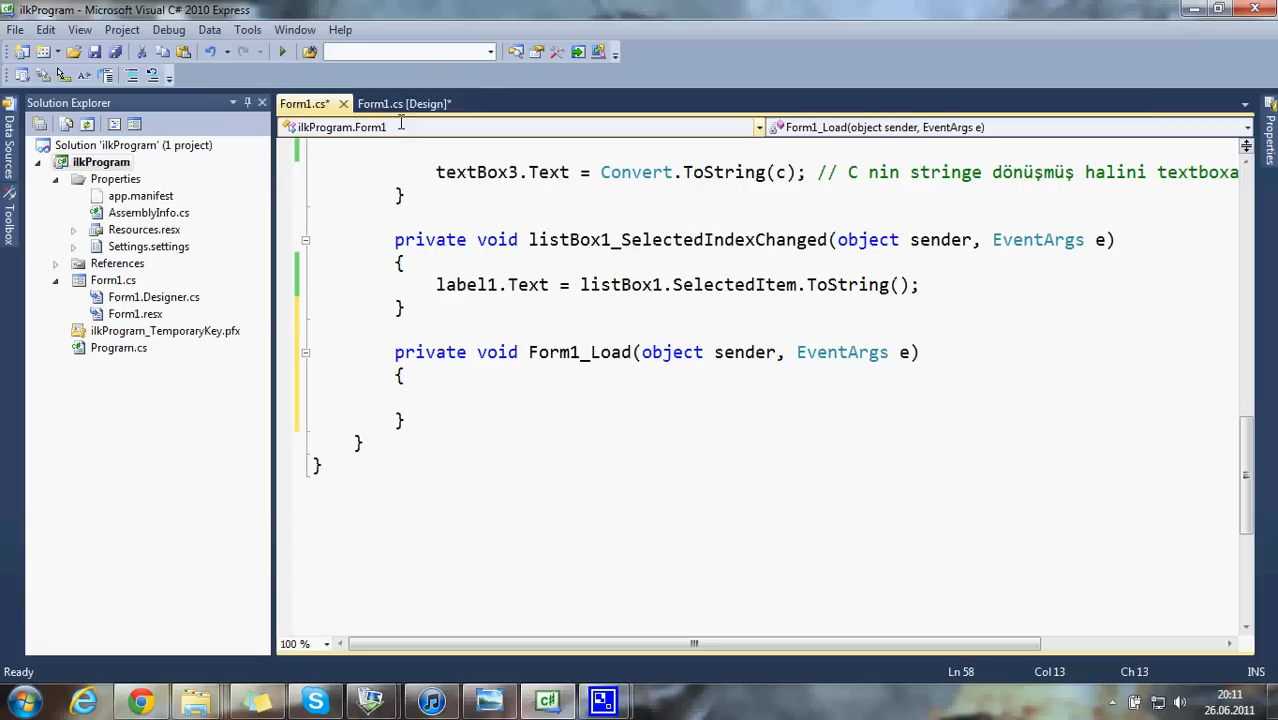 ilkProgram - Microsoft Visual C# 2010 Express
File Edit View Project Debug Data Tools Window Help
Solution Explorer
Form1.cs* Form1.cs [Design]*
ilkProgram.Form1 Form1_Load(object sender, EventArgs e)
Data Sources
Toolbox
Properties
Solution 'ilkProgram' (1 project)
ilkProgram
Properties
app.manifest
AssemblyInfo.cs
Resources.resx
Settings.settings
References
Form1.cs
Form1.Designer.cs
Form1.resx
ilkProgram_TemporaryKey.pfx
Program.cs
textBox3.Text = Convert.ToString(c); // C nin stringe dönüşmüş halini textboxa
}
private void listBox1_SelectedIndexChanged(object sender, EventArgs e)
{
label1.Text = listBox1.SelectedItem.ToString();
}
private void Form1_Load(object sender, EventArgs e)
{
}
}
}
100 %
Ready Ln 58 Col 13 Ch 13 INS
20:11
26.06.2011